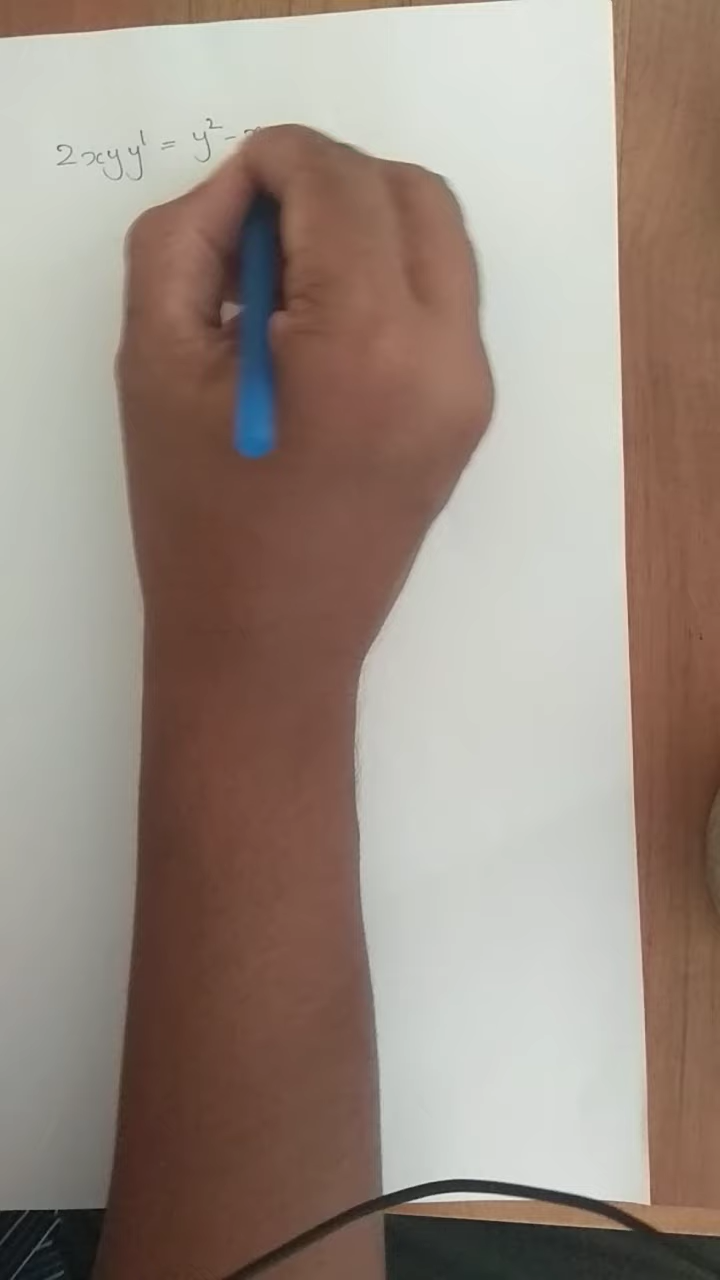 2xyy' = y² -